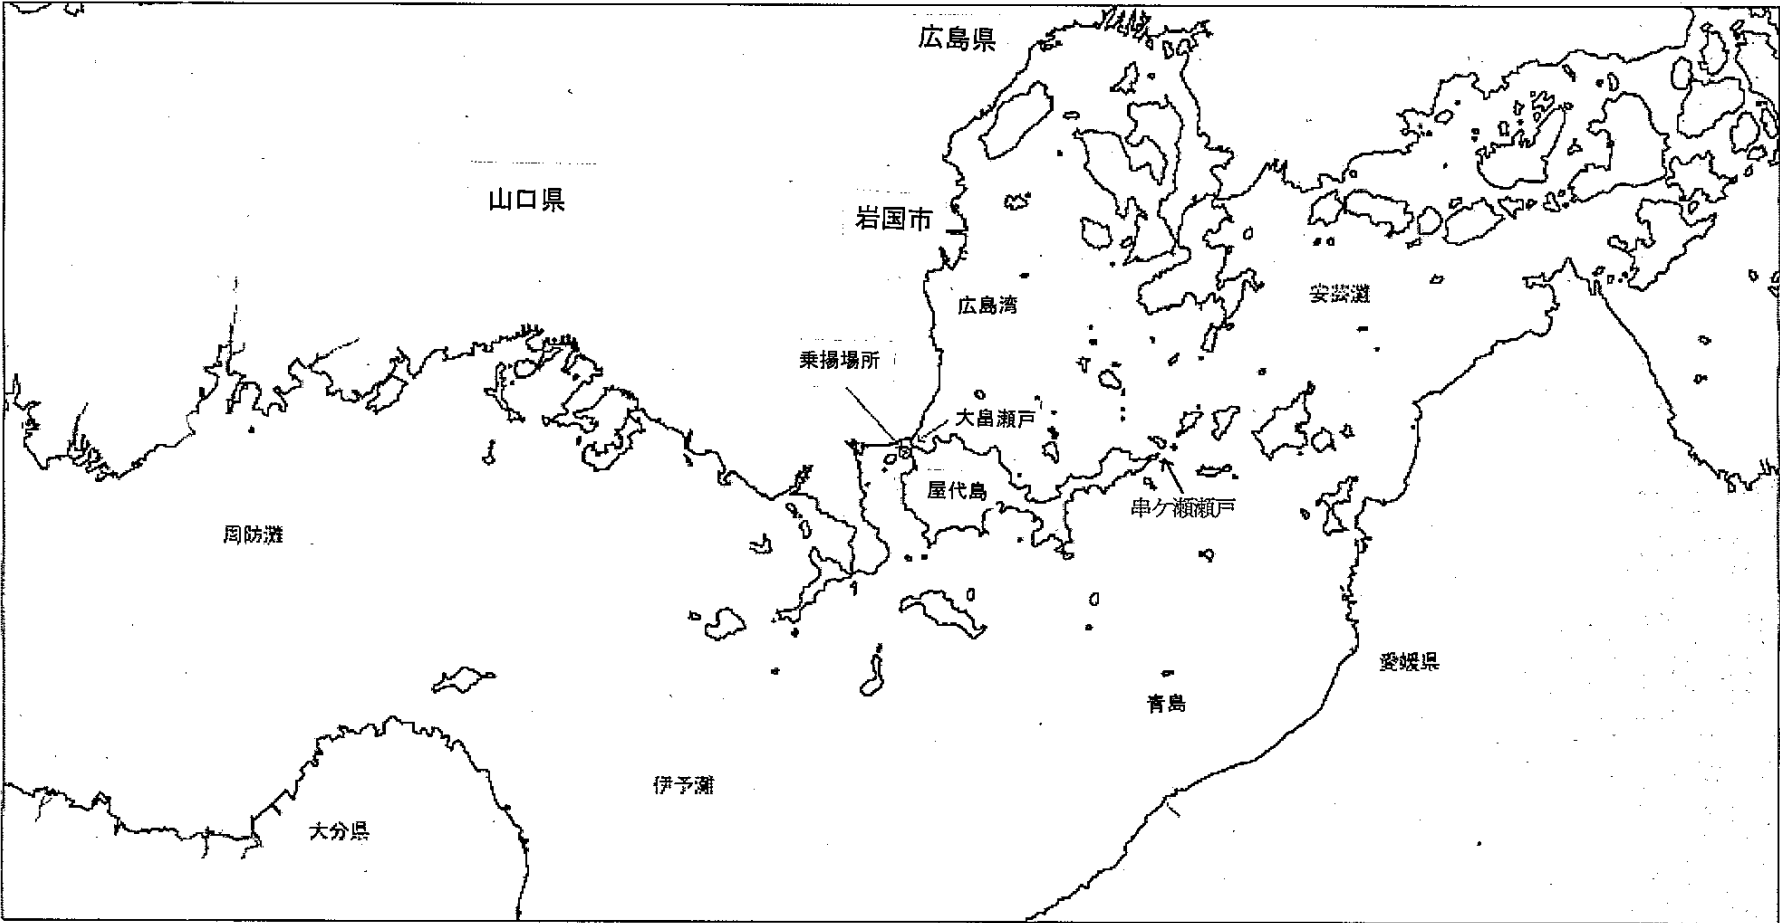 広島県
山口県
岩国市
安芸灘
広島湾
乗揚場所
大畠瀬戸
屋代島
串ケ瀬瀬戸
周防灘
愛媛県
青島
伊予灘
大分県